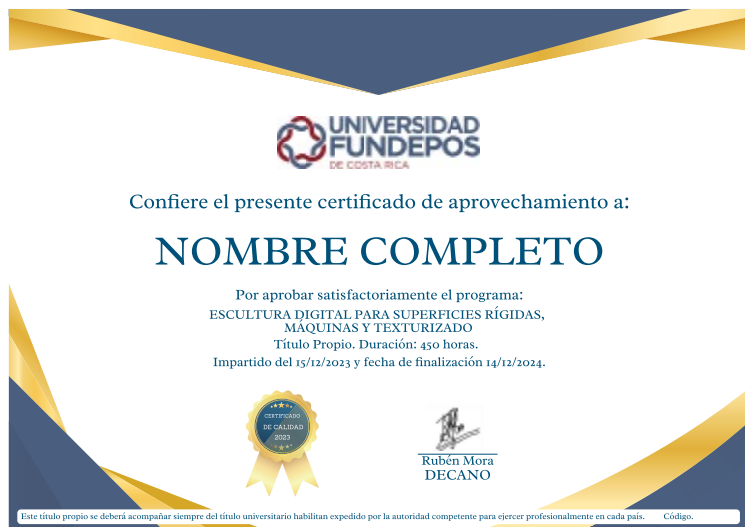 UNIVERSIDAD
FUNDEPOS
DE COSTA RICA
Confiere el presente certificado de aprovechamiento a:
NOMBRE COMPLETO
Por aprobar satisfactoriamente el programa:
ESCULTURA DIGITAL PARA SUPERFICIES RÍGIDAS,
MÁQUINAS Y TEXTURIZADO
Título Propio. Duración: 450 horas.
Impartido del 15/12/2023 y fecha de finalización 14/12/2024.
CERTIFICADO
DE CALIDAD
2023
Rubén Mora
DECANO
Este título propio se deberá acompañar siempre del título universitario habilitan expedido por la autoridad competente para ejercer profesionalmente en cada país. Código.